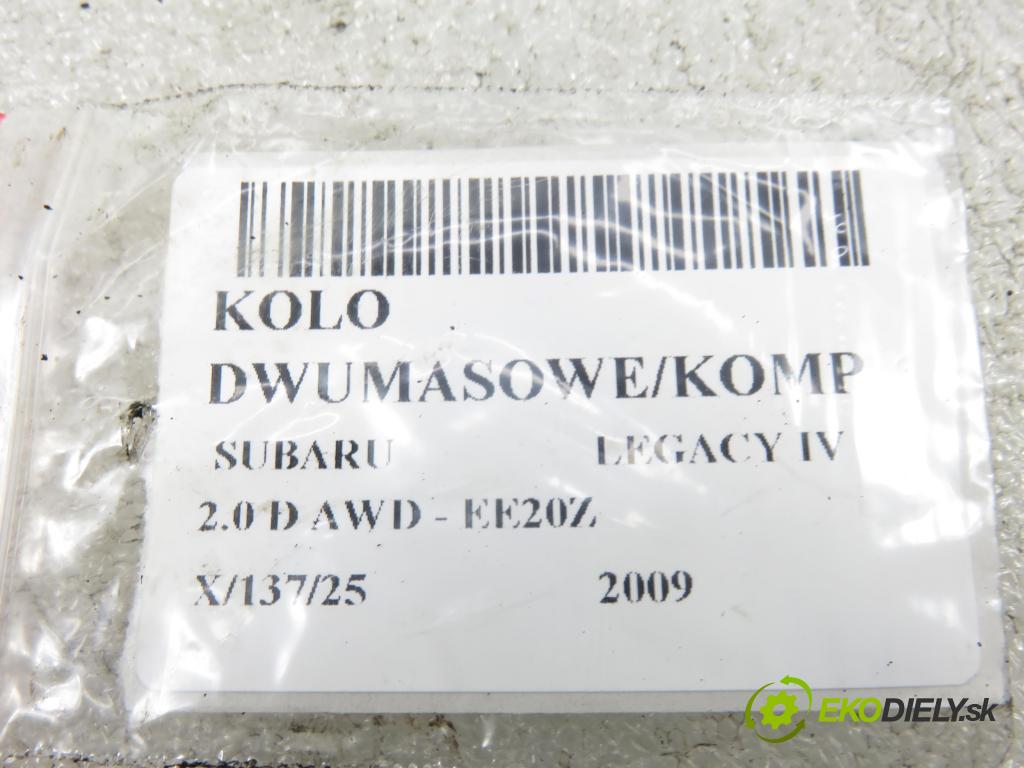 KOLO
DWUMASOWE/KOMP
SUBARU LEGACY IV
2.0 D AWD - EE20Z
X/137/25 2009
EKODIELY.sk